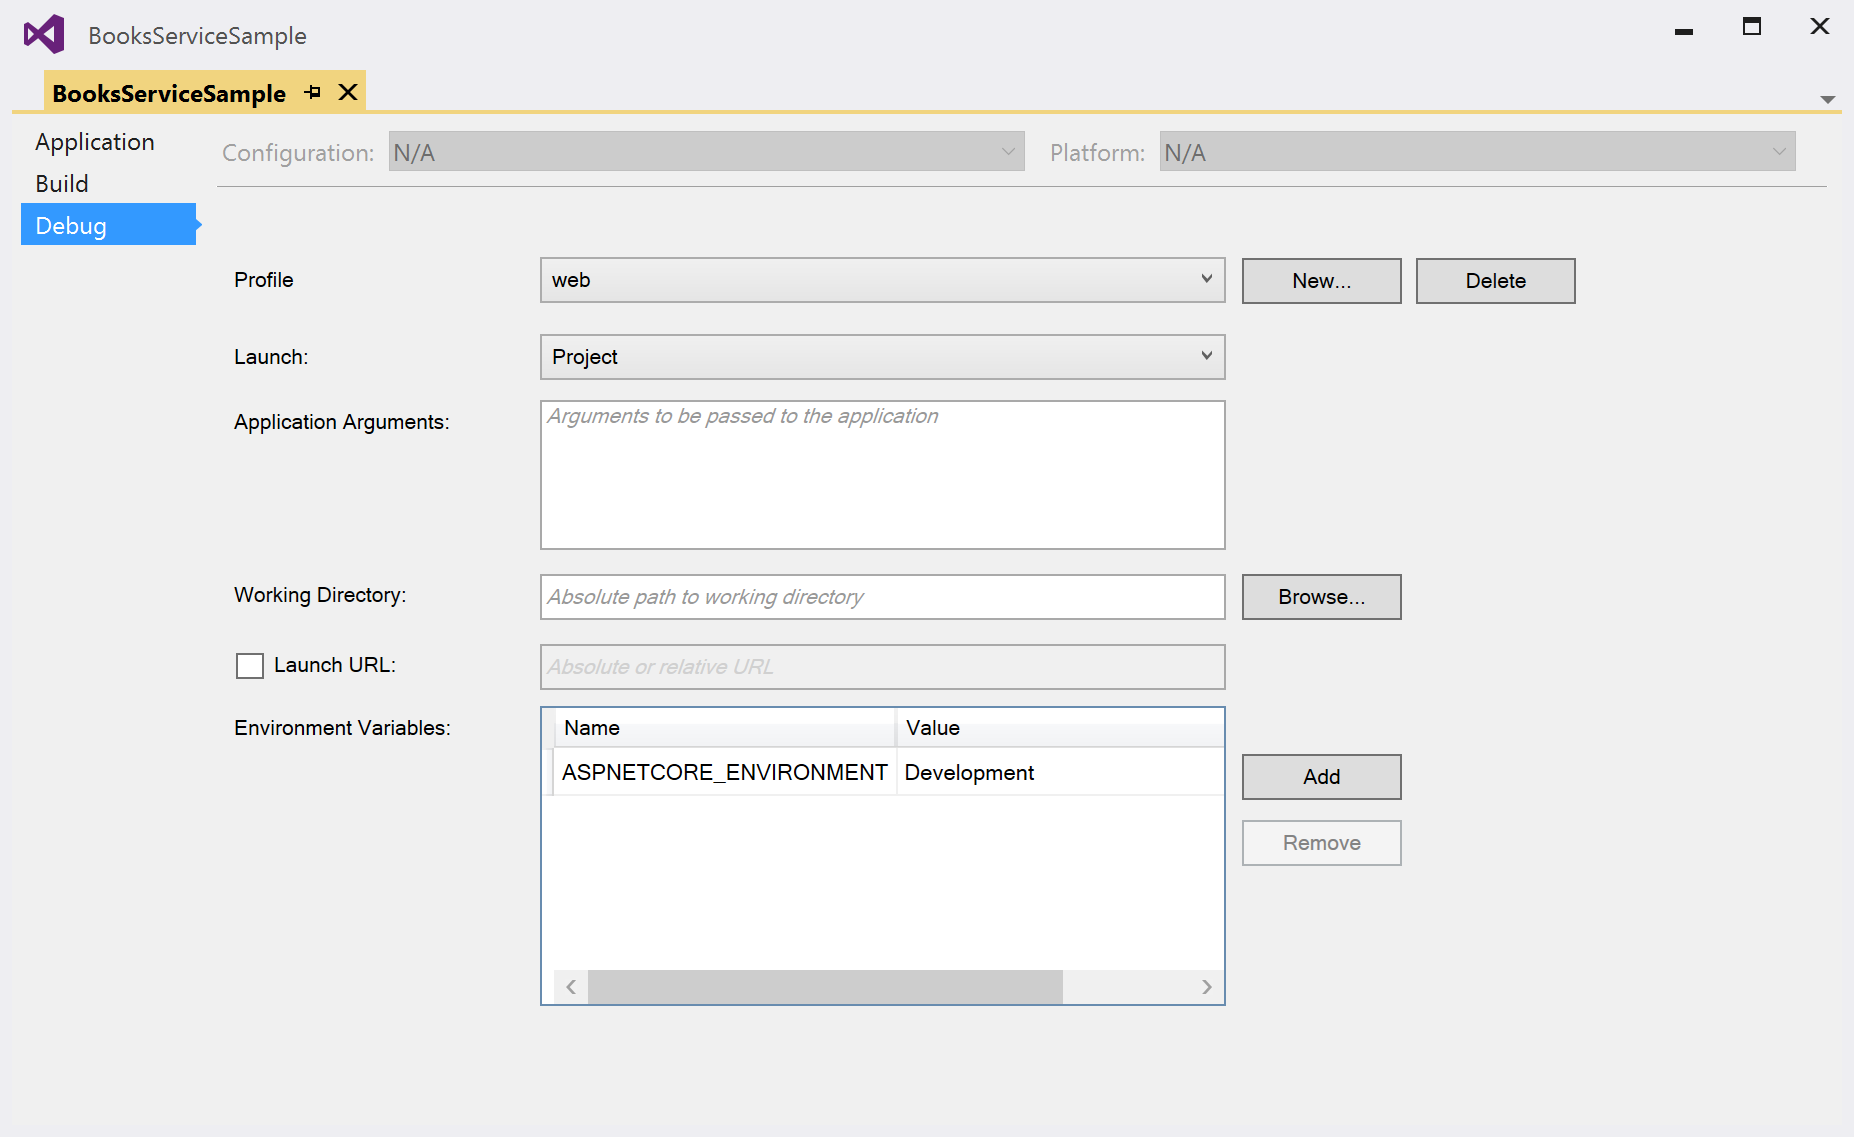 BooksServiceSample
BooksServiceSample
Application
Build
Debug
Configuration: N/A Platform: N/A
Profile web New... Delete
Launch: Project
Application Arguments: Arguments to be passed to the application
Working Directory: Absolute path to working directory Browse...
Launch URL: Absolute or relative URL
Environment Variables: Name Value
ASPNETCORE_ENVIRONMENT Development
Add
Remove